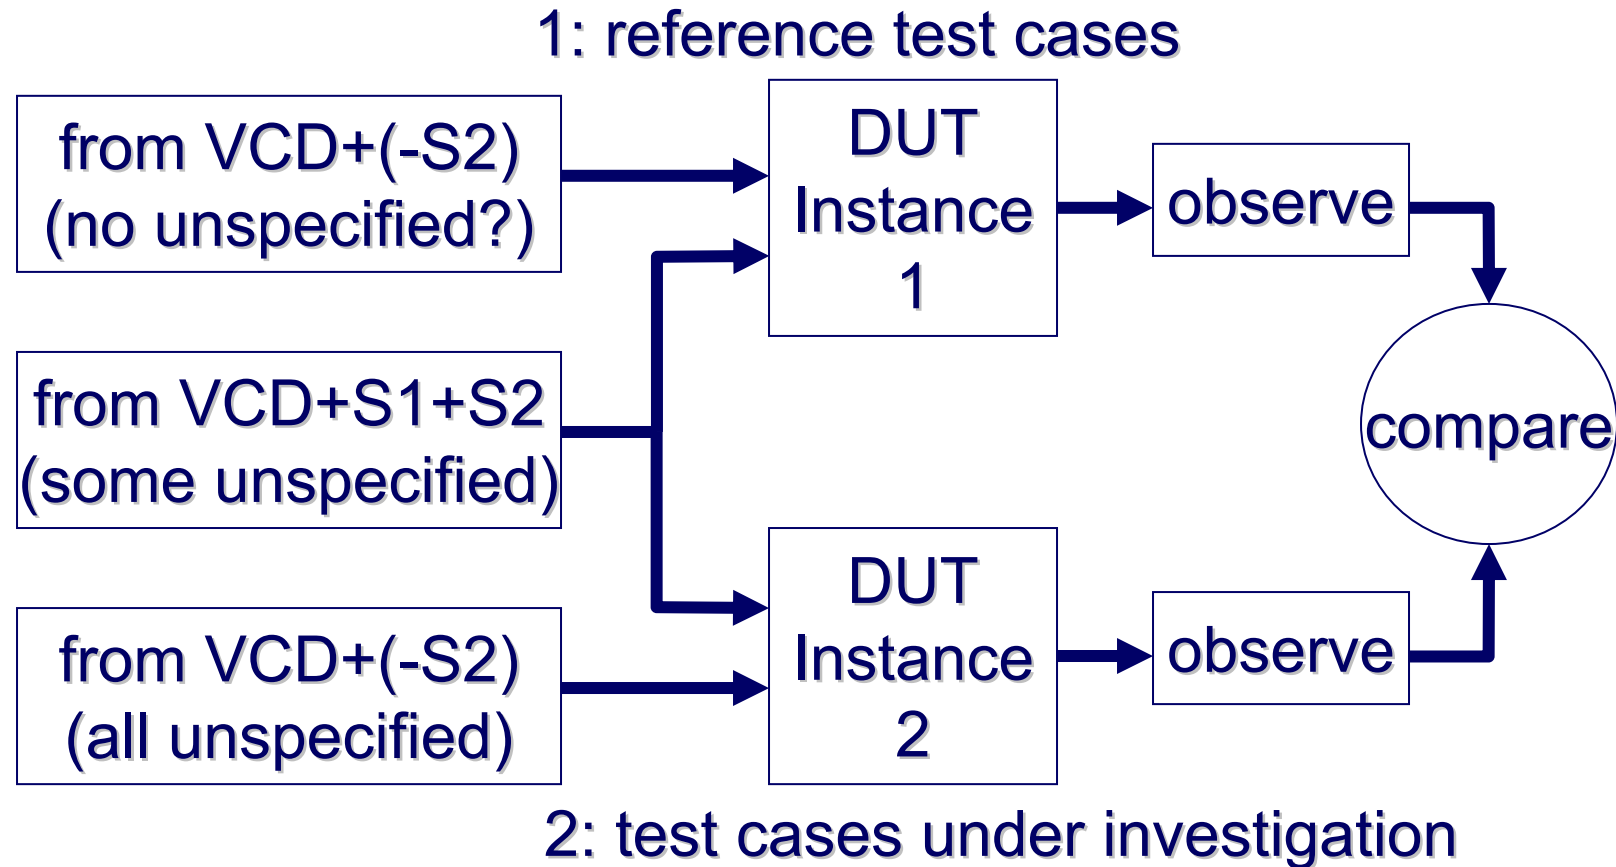 1: reference test cases
from VCD+(-S2)
(no unspecified?)
DUT
Instance
1
observe
from VCD+S1+S2
(some unspecified)
compare
from VCD+(-S2)
(all unspecified)
DUT
Instance
2
observe
2: test cases under investigation